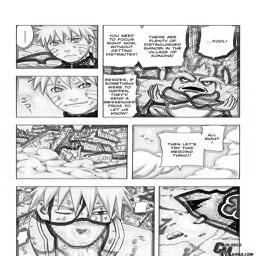 ...FOOL!
THERE ARE
PLENTY OF
DISTINGUISHED
SHINOBI IN
THE VILLAGE
OF
KONOHA!
YOU NEED
TO FOCUS
RIGHT NOW,
WITHOUT
GETTING
DISTRACTED!
BESIDES, IF
SOMETHING
WERE TO
HAPPEN,
THEY'D
SEND A
MESSENGER
FROG TO
LET US
KNOW!
ALL
RIGHT
THEN LET'S
TRY THIS
MERGING
THING!!